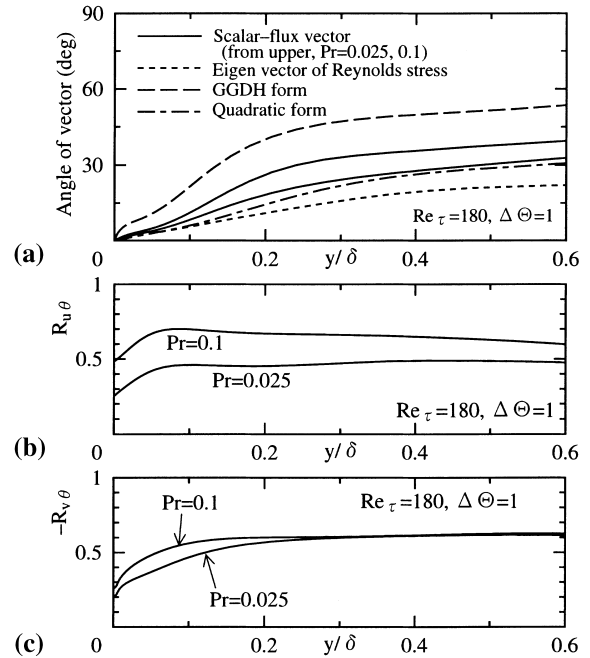 90
60
30
0
Angle of vector (deg)
Scalar–flux vector
(from upper, Pr=0.025, 0.1)
Eigen vector of Reynolds stress
GGDH form
Quadratic form
Re τ=180, Δ Θ=1
(a)
0 0.2 y/δ 0.4 0.6
1
0.5
0
R u θ
Pr=0.1
Pr=0.025
Re τ=180, Δ Θ=1
(b)
0 0.2 y/δ 0.4 0.6
1
0.5
0
–R v θ
Pr=0.1
Re τ=180, Δ Θ=1
Pr=0.025
(c)
0 0.2 y/δ 0.4 0.6